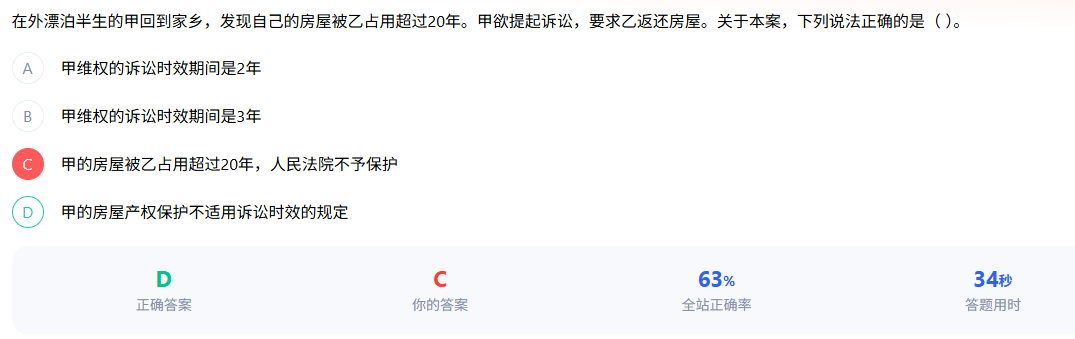 在外漂泊半生的甲回到家乡，发现自己的房屋被乙占用超过20年。甲欲提起诉讼，要求乙返还房屋。关于本案，下列说法正确的是（ ）。
A 甲维权的诉讼时效期间是2年
B 甲维权的诉讼时效期间是3年
C 甲的房屋被乙占用超过20年，人民法院不予保护
D 甲的房屋产权保护不适用诉讼时效的规定
D C 63% 34秒
正确答案 你的答案 全站正确率 答题用时